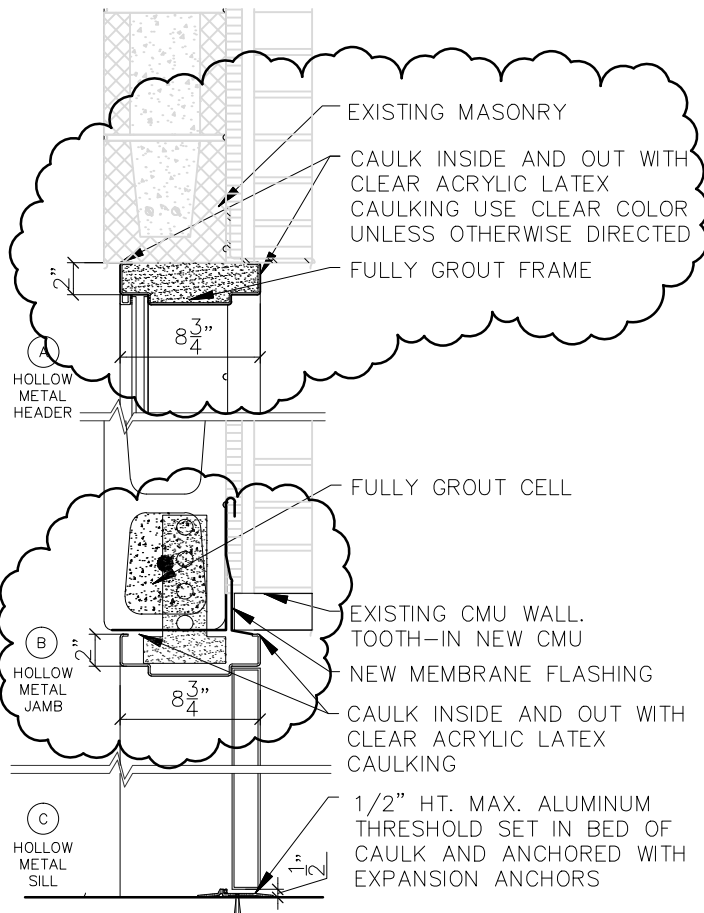 EXISTING MASONRY
CAULK INSIDE AND OUT WITH
CLEAR ACRYLIC LATEX
CAULKING USE CLEAR COLOR
UNLESS OTHERWISE DIRECTED
FULLY GROUT FRAME
2"
8 3/4"
A
HOLLOW
METAL
HEADER
FULLY GROUT CELL
EXISTING CMU WALL.
TOOTH-IN NEW CMU
B
HOLLOW
METAL
JAMB
2"
NEW MEMBRANE FLASHING
8 3/4"
CAULK INSIDE AND OUT WITH
CLEAR ACRYLIC LATEX
CAULKING
C
HOLLOW
METAL
SILL
1/2" HT. MAX. ALUMINUM
THRESHOLD SET IN BED OF
CAULK AND ANCHORED WITH
EXPANSION ANCHORS
1/2"